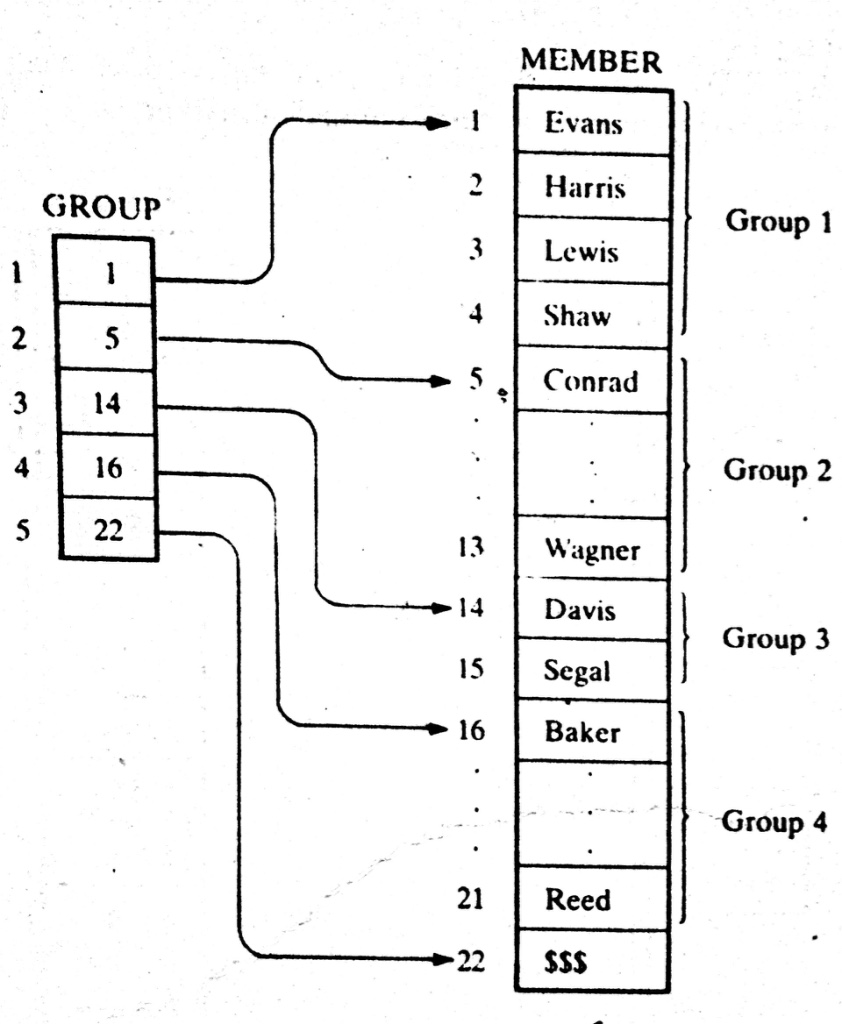 MEMBER
1 Evans
2 Harris
3 Lewis
4 Shaw
Group 1
GROUP
1 1
2 5
3 14
4 16
5 22
5 Conrad
.
.
.
13 Wagner
Group 2
14 Davis
15 Segal
Group 3
16 Baker
.
.
.
21 Reed
Group 4
22 $$$